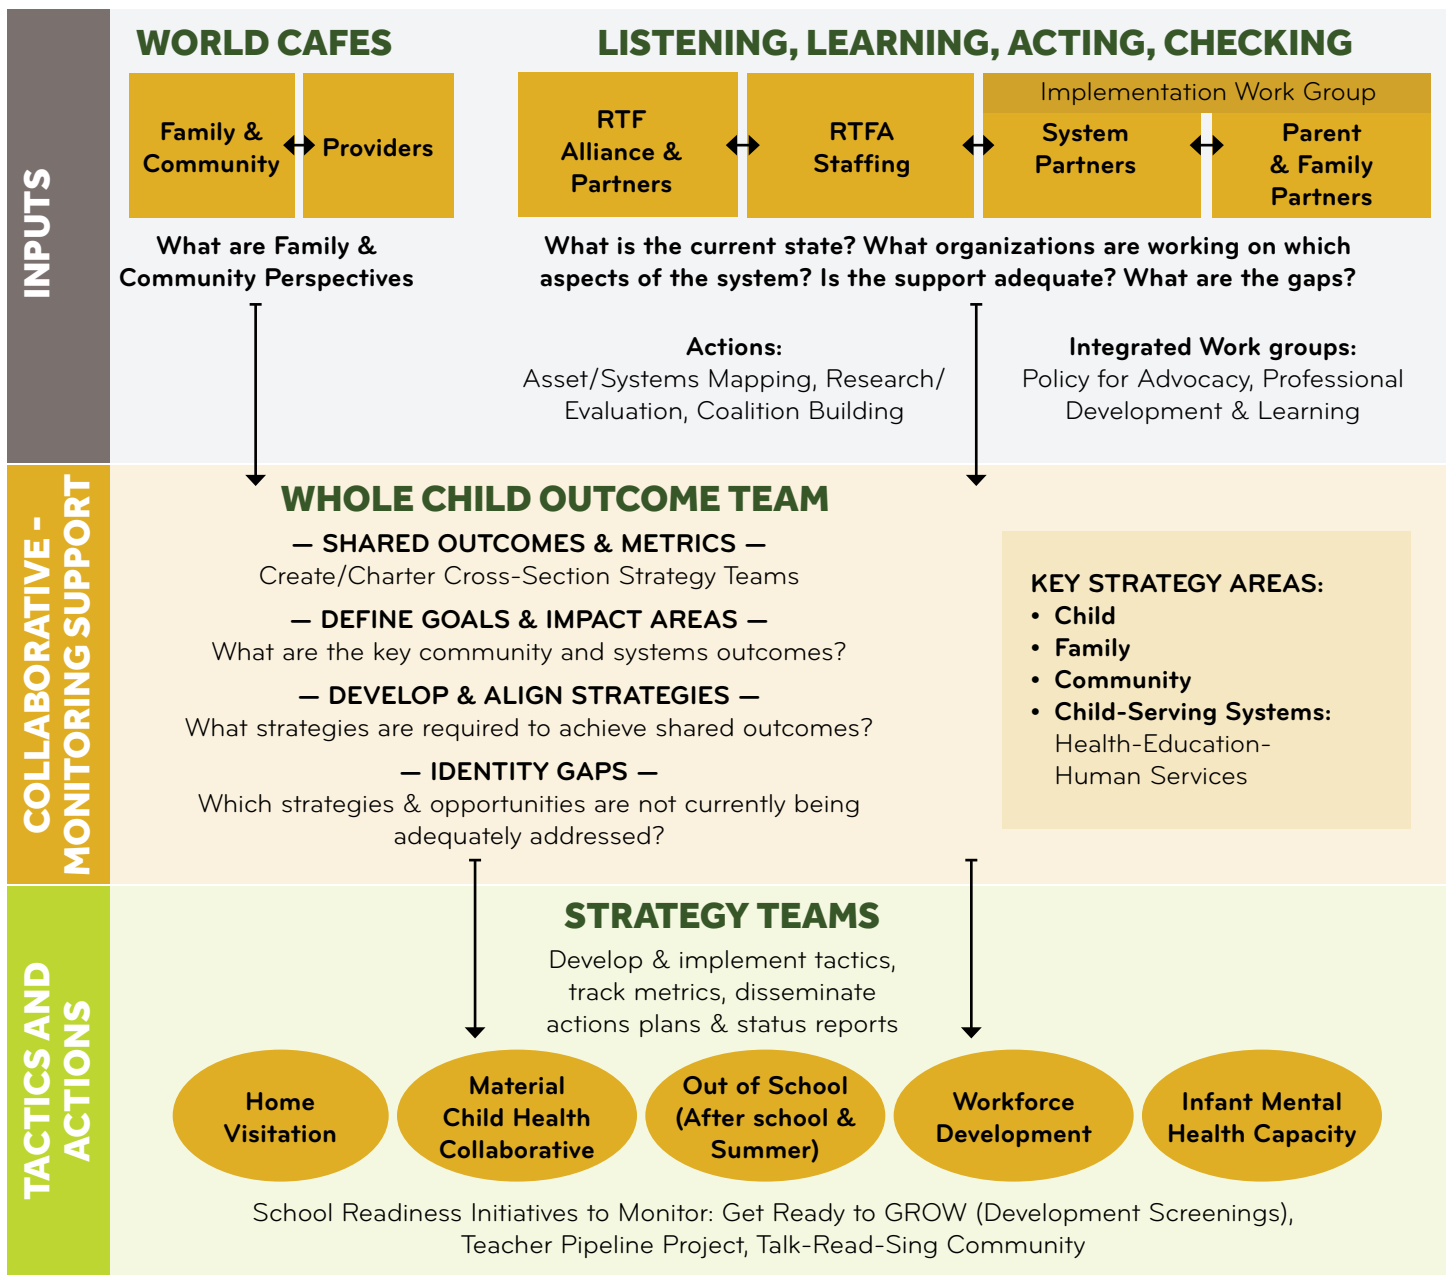 INPUTS
WORLD CAFES
Family &
Community
Providers
What are Family &
Community Perspectives
LISTENING, LEARNING, ACTING, CHECKING
RTF
Alliance &
Partners
RTFA
Staffing
Implementation Work Group
System
Partners
Parent
& Family
Partners
What is the current state? What organizations are working on which
aspects of the system? Is the support adequate? What are the gaps?
Actions:
Asset/Systems Mapping, Research/
Evaluation, Coalition Building
Integrated Work groups:
Policy for Advocacy, Professional
Development & Learning
COLLABORATIVE -
MONITORING SUPPORT
WHOLE CHILD OUTCOME TEAM
— SHARED OUTCOMES & METRICS —
Create/Charter Cross-Section Strategy Teams
— DEFINE GOALS & IMPACT AREAS —
What are the key community and systems outcomes?
— DEVELOP & ALIGN STRATEGIES —
What strategies are required to achieve shared outcomes?
— IDENTITY GAPS —
Which strategies & opportunities are not currently being
adequately addressed?
KEY STRATEGY AREAS:
• Child
• Family
• Community
• Child-Serving Systems:
Health-Education-
Human Services
TACTICS AND
ACTIONS
STRATEGY TEAMS
Develop & implement tactics,
track metrics, disseminate
actions plans & status reports
Home
Visitation
Material
Child Health
Collaborative
Out of School
(After school &
Summer)
Workforce
Development
Infant Mental
Health Capacity
School Readiness Initiatives to Monitor: Get Ready to GROW (Development Screenings),
Teacher Pipeline Project, Talk-Read-Sing Community